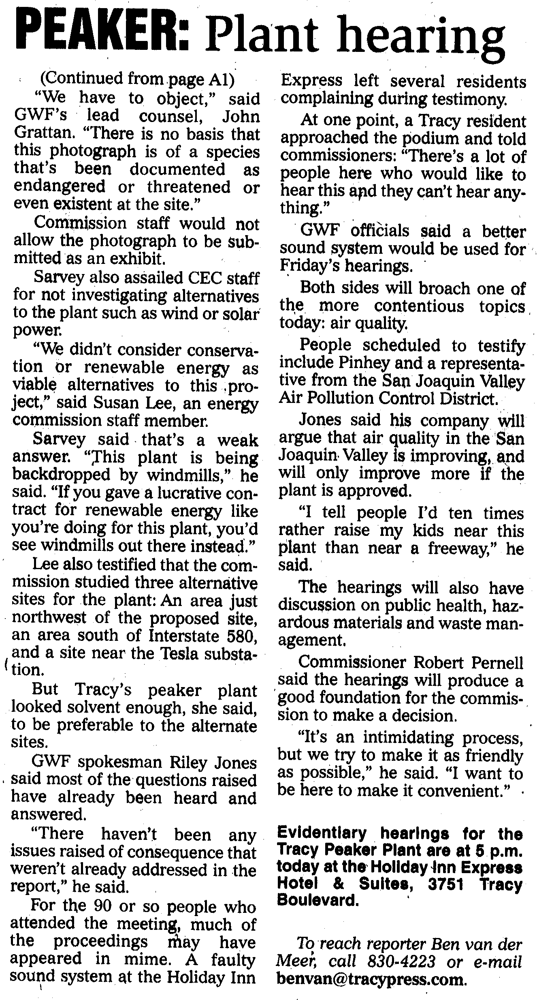 PEAKER: Plant hearing
(Continued from page A1)
“We have to object,” said
GWF’s lead counsel, John
Grattan. “There is no basis that
this photograph is of a species
that’s been documented as
endangered or threatened or
even existent at the site.”
Commission staff would not
allow the photograph to be sub-
mitted as an exhibit.
Sarvey also assailed CEC staff
for not investigating alternatives
to the plant such as wind or solar
power.
“We didn’t consider conserva-
tion or renewable energy as
viable alternatives to this pro-
ject,” said Susan Lee, an energy
commission staff member.
Sarvey said that’s a weak
answer. “This plant is being
backdropped by windmills,” he
said. “If you gave a lucrative con-
tract for renewable energy like
you’re doing for this plant, you’d
see windmills out there instead.”
Lee also testified that the com-
mission studied three alternative
sites for the plant: An area just
northwest of the proposed site,
an area south of Interstate 580,
and a site near the Tesla substa-
tion.
But Tracy’s peaker plant
looked solvent enough, she said,
to be preferable to the alternate
sites.
GWF spokesman Riley Jones
said most of the questions raised
have already been heard and
answered.
“There haven’t been any
issues raised of consequence that
weren’t already addressed in the
report,” he said.
For the 90 or so people who
attended the meeting, much of
the proceedings may have
appeared in mime. A faulty
sound system at the Holiday Inn
Express left several residents
complaining during testimony.
At one point, a Tracy resident
approached the podium and told
commissioners: “There’s a lot of
people here who would like to
hear this and they can’t hear any-
thing.”
GWF officials said a better
sound system would be used for
Friday’s hearings.
Both sides will broach one of
the more contentious topics
today: air quality.
People scheduled to testify
include Pinhey and a representa-
tive from the San Joaquin Valley
Air Pollution Control District.
Jones said his company will
argue that air quality in the San
Joaquin Valley is improving, and
will only improve more if the
plant is approved.
“I tell people I’d ten times
rather raise my kids near this
plant than near a freeway,” he
said.
The hearings will also have
discussion on public health, haz-
ardous materials and waste man-
agement.
Commissioner Robert Pernell
said the hearings will produce a
good foundation for the commis-
sion to make a decision.
“It’s an intimidating process,
but we try to make it as friendly
as possible,” he said. “I want to
be here to make it convenient.”
Evidentiary hearings for the
Tracy Peaker Plant are at 5 p.m.
today at the Holiday Inn Express
Hotel & Suites, 3751 Tracy
Boulevard.
To reach reporter Ben van der
Meer, call 830-4223 or e-mail
benvan@tracypress.com.